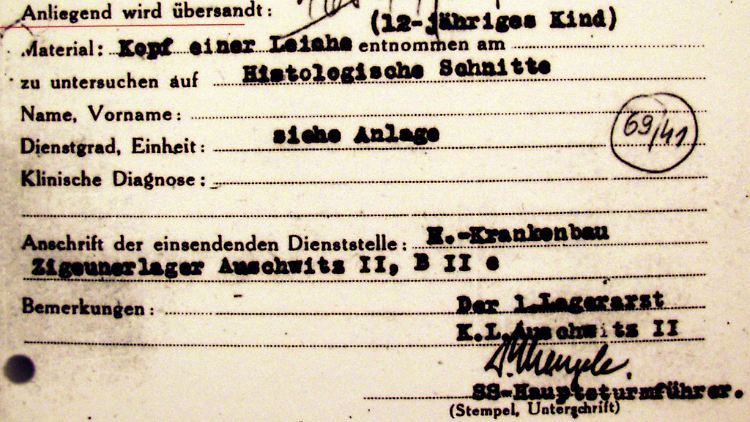 Anliegend wird übersandt:
(12-jähriges Kind)
Material: Kopf einer Leiche entnommen am
zu untersuchen auf Histologische Schnitte
Name, Vorname:
69/41
Dienstgrad, Einheit: siehe Anlage
Klinische Diagnose:
Anschrift der einsendenden Dienststelle: H.-Krankenbau
Zigeunerlager Auschwitz II, B II e
Bemerkungen: Der 1.Lagerarzt
K.L.Auschwitz II
Mengele
SS-Hauptsturmführer.
(Stempel, Unterschrift)